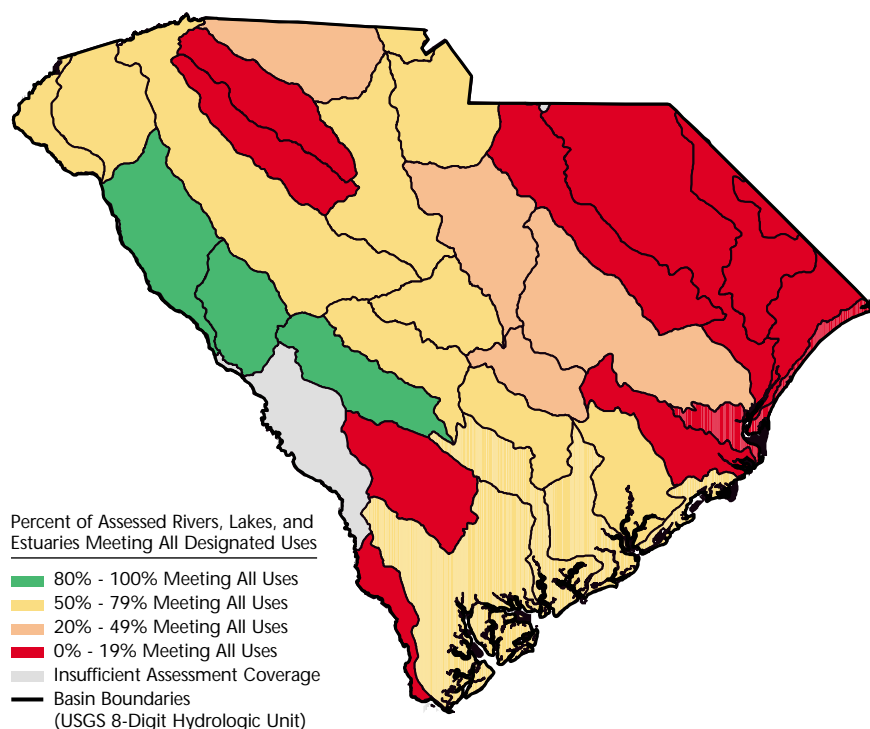 Percent of Assessed Rivers, Lakes, and
Estuaries Meeting All Designated Uses
80% - 100% Meeting All Uses
50% - 79% Meeting All Uses
20% - 49% Meeting All Uses
0% - 19% Meeting All Uses
Insufficient Assessment Coverage
Basin Boundaries
(USGS 8-Digit Hydrologic Unit)